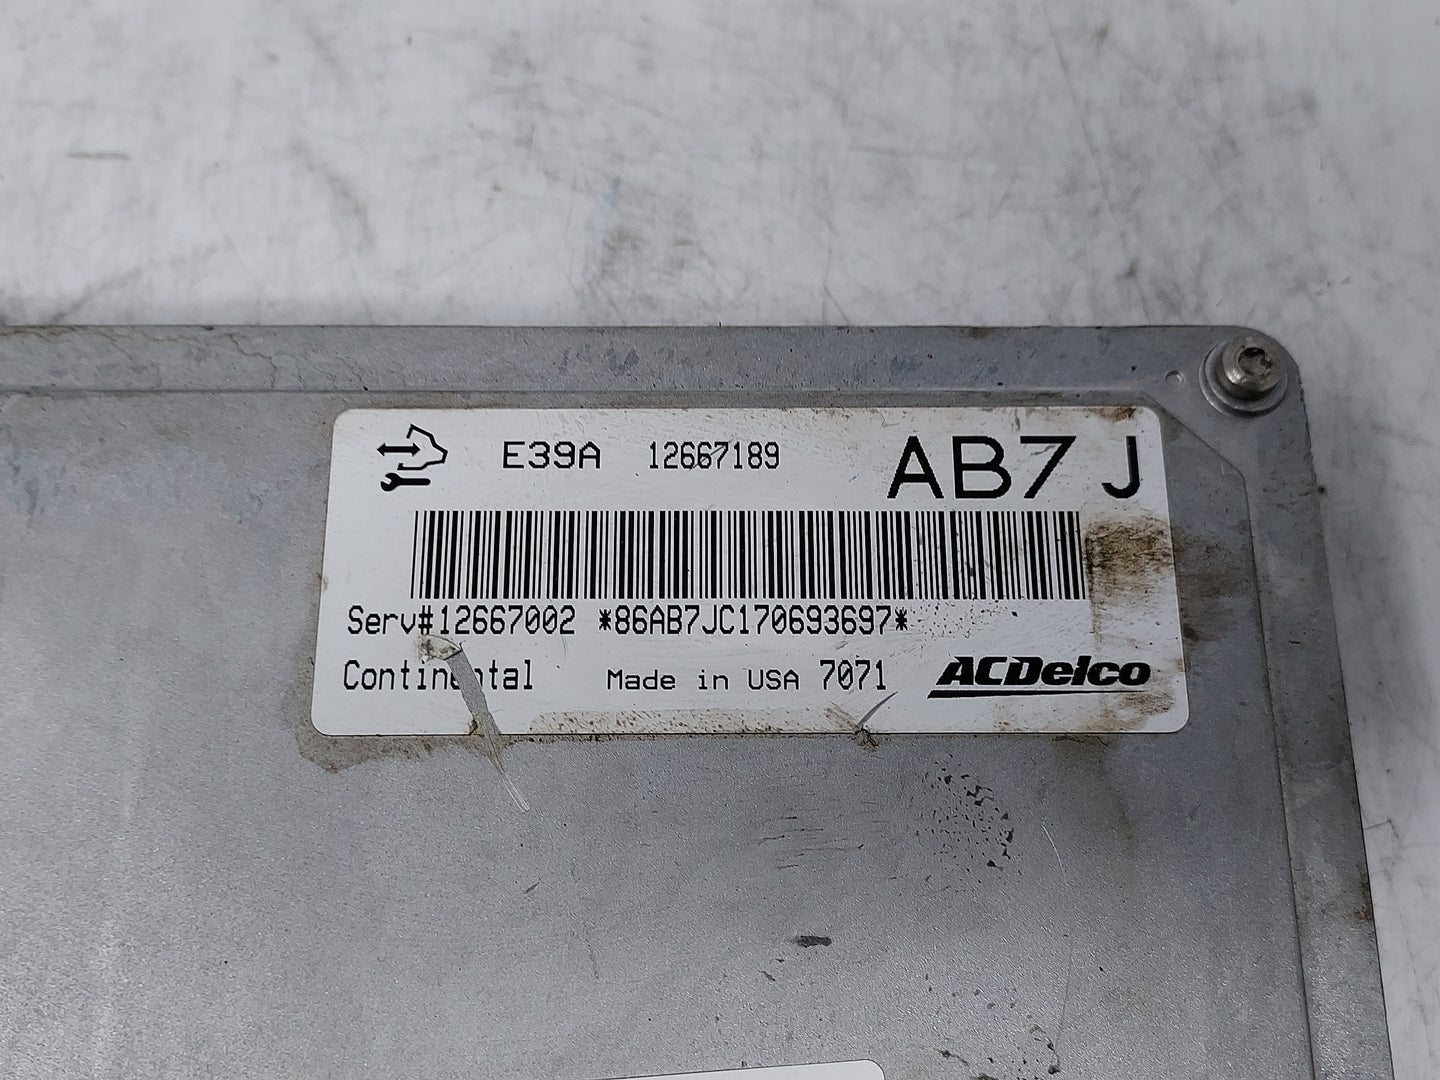 E39A 12667189 AB7 J
Serv#12667002 *86AB7JC170693697*
Continental Made in USA 7071 ACDelco